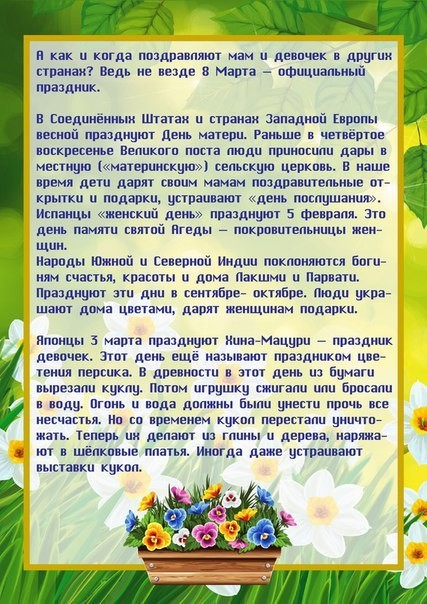 А как и когда поздравляют мам и девочек в других
странах? Ведь не везде 8 Марта — официальный
праздник.
В Соединённых Штатах и странах Западной Европы
весной празднуют День матери. Раньше в четвёртое
воскресенье Великого поста люди приносили дары в
местную («материнскую») сельскую церковь. В наше
время дети дарят своим мамам поздравительные от-
крытки и подарки, устраивают «день послушания».
Испанцы «женский день» празднуют 5 февраля. Это
день памяти святой Агеды — покровительницы жен-
щин.
Народы Южной и Северной Индии поклоняются боги-
ням счастья, красоты и дома Лакшми и Парвати.
Празднуют эти дни в сентябре- октябре. Люди укра-
шают дома цветами, дарят женщинам подарки.
Японцы 3 марта празднуют Хина-Мацури — праздник
девочек. Этот день ещё называют праздником цве-
тения персика. В древности в этот день из бумаги
вырезали куклу. Потом игрушку сжигали или бросали
в воду. Огонь и вода должны были унести прочь все
несчастья. Но со временем кукол перестали уничто-
жать. Теперь их делают из глины и дерева, наряжа-
ют в шёлковые платья. Иногда даже устраивают
выставки кукол.